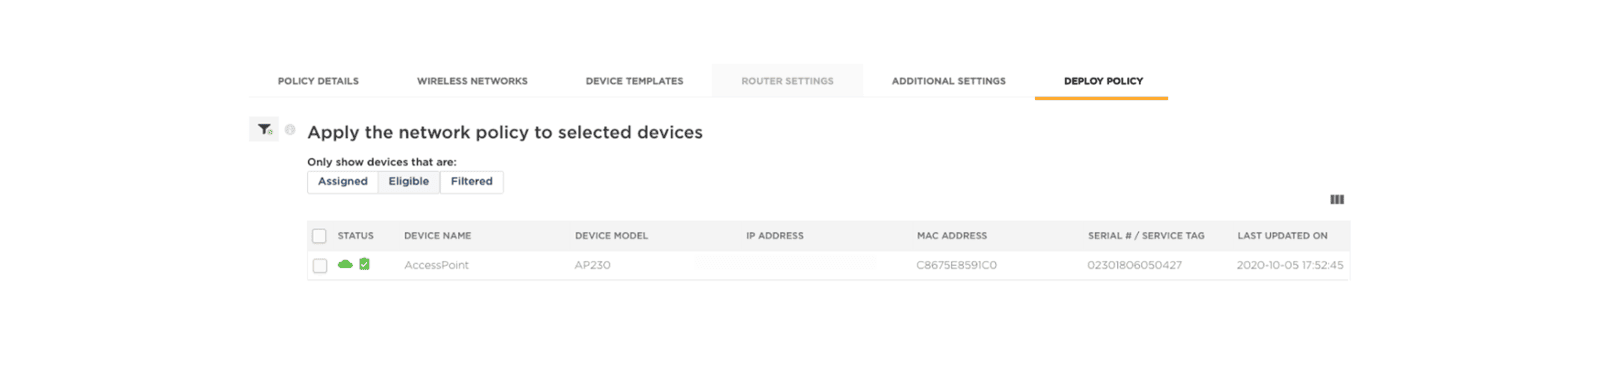 POLICY DETAILS WIRELESS NETWORKS DEVICE TEMPLATES ROUTER SETTINGS ADDITIONAL SETTINGS DEPLOY POLICY
Apply the network policy to selected devices
Only show devices that are:
Assigned Eligible Filtered
STATUS DEVICE NAME DEVICE MODEL IP ADDRESS MAC ADDRESS SERIAL # / SERVICE TAG LAST UPDATED ON
AccessPoint AP230 C8675E8591C0 02301806050427 2020-10-05 17:52:45